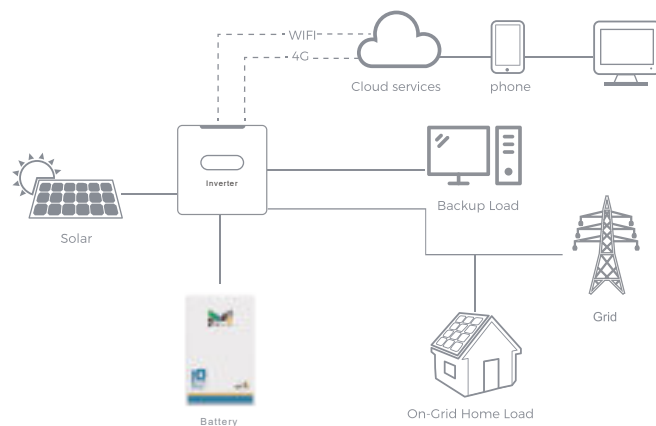 WIFI
4G
Cloud services
phone
Inverter
Backup Load
Solar
Grid
On-Grid Home Load
Battery